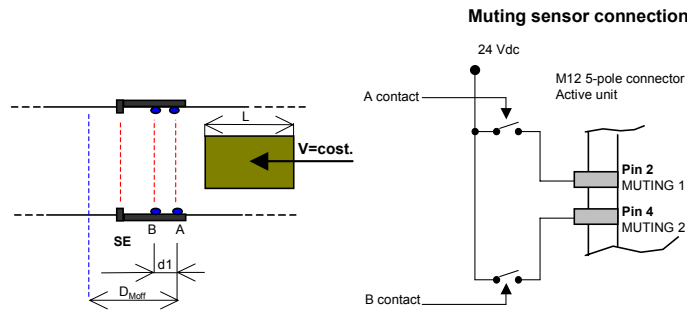 Muting sensor connection
24 Vdc
M12 5-pole connector
Active unit
A contact
L
V=cost.
Pin 2
MUTING 1
Pin 4
MUTING 2
B A
SE
d1
DMoff
B contact